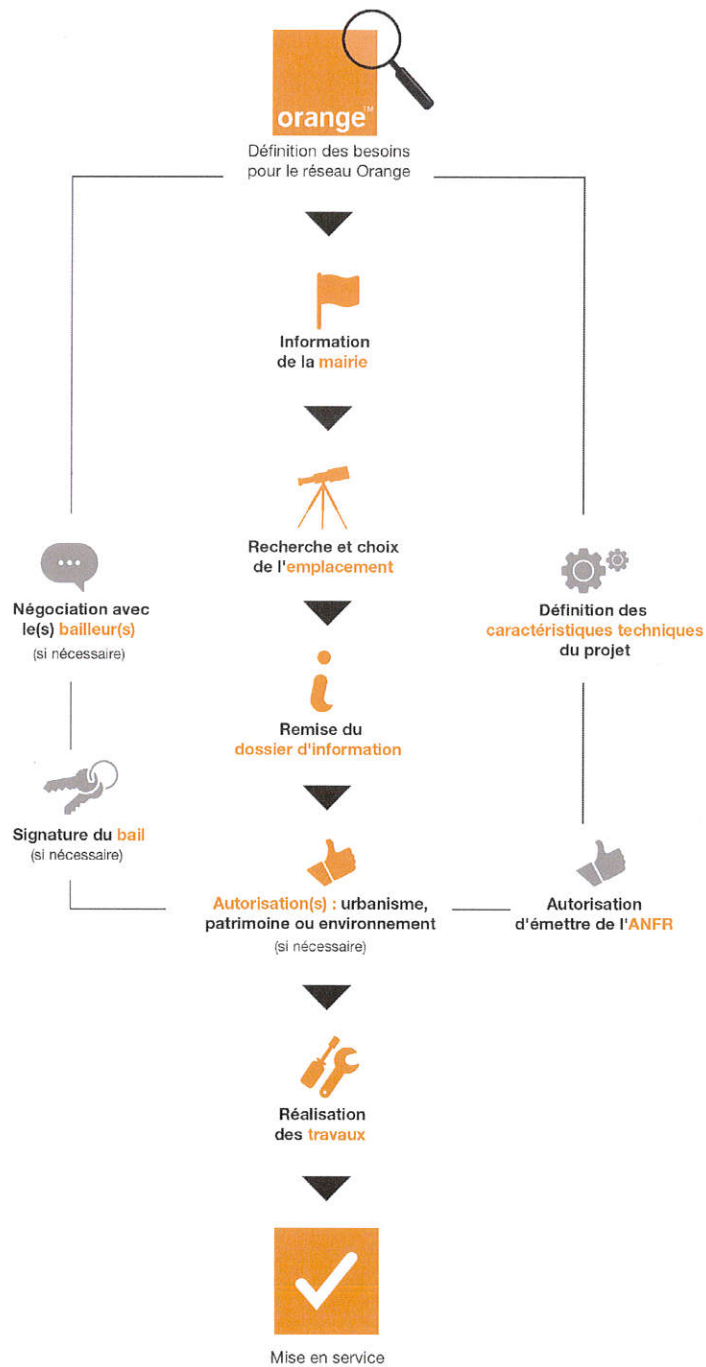 orange™
Définition des besoins
pour le réseau Orange
Information
de la mairie
Recherche et choix
de l'emplacement
Négociation avec
le(s) bailleur(s)
(si nécessaire)
Définition des
caractéristiques techniques
du projet
Remise du
dossier d'information
Signature du bail
(si nécessaire)
Autorisation(s) : urbanisme,
patrimoine ou environnement
(si nécessaire)
Autorisation
d'émettre de l'ANFR
Réalisation
des travaux
Mise en service